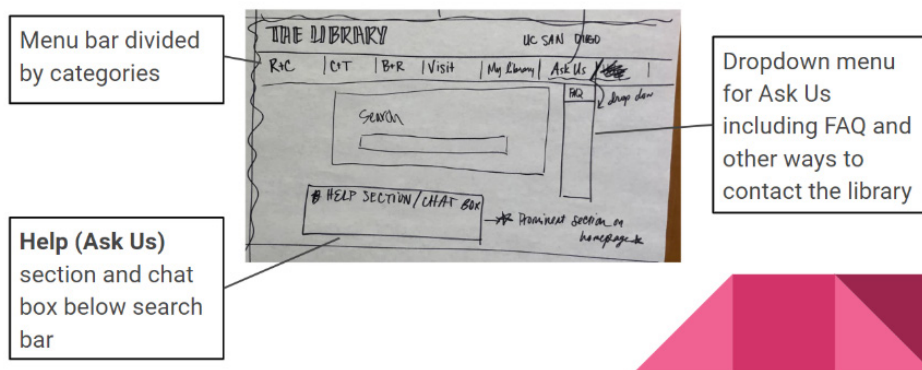 Menu bar divided
by categories
THE LIBRARY UC SAN DIEGO
R+C | C+T | B+R | Visit | My Library | Ask Us |
FAQ drop down
Search
HELP SECTION/CHAT BOX
Prominent section on
homepage
Dropdown menu
for Ask Us
including FAQ and
other ways to
contact the library
Help (Ask Us)
section and chat
box below search
bar